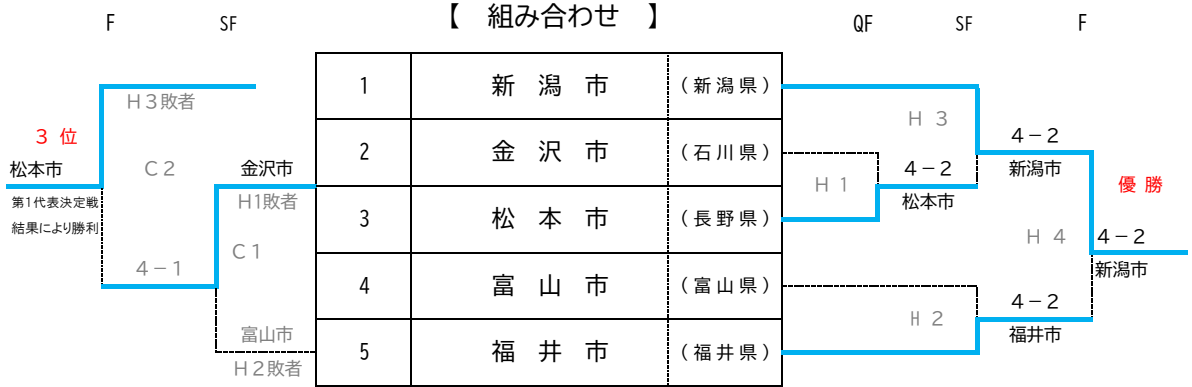 【 組み合わせ 】
F SF QF SF F
1 新潟市 (新潟県)
2 金沢市 (石川県)
3 松本市 (長野県)
4 富山市 (富山県)
5 福井市 (福井県)
H3敗者
3位
松本市
第1代表決定戦
結果により勝利
C2
金沢市
H1敗者
C1
4-1
富山市
H2敗者
H 3
H 1
4-2
松本市
4-2
新潟市
優勝
H 4
4-2
新潟市
H 2
4-2
福井市